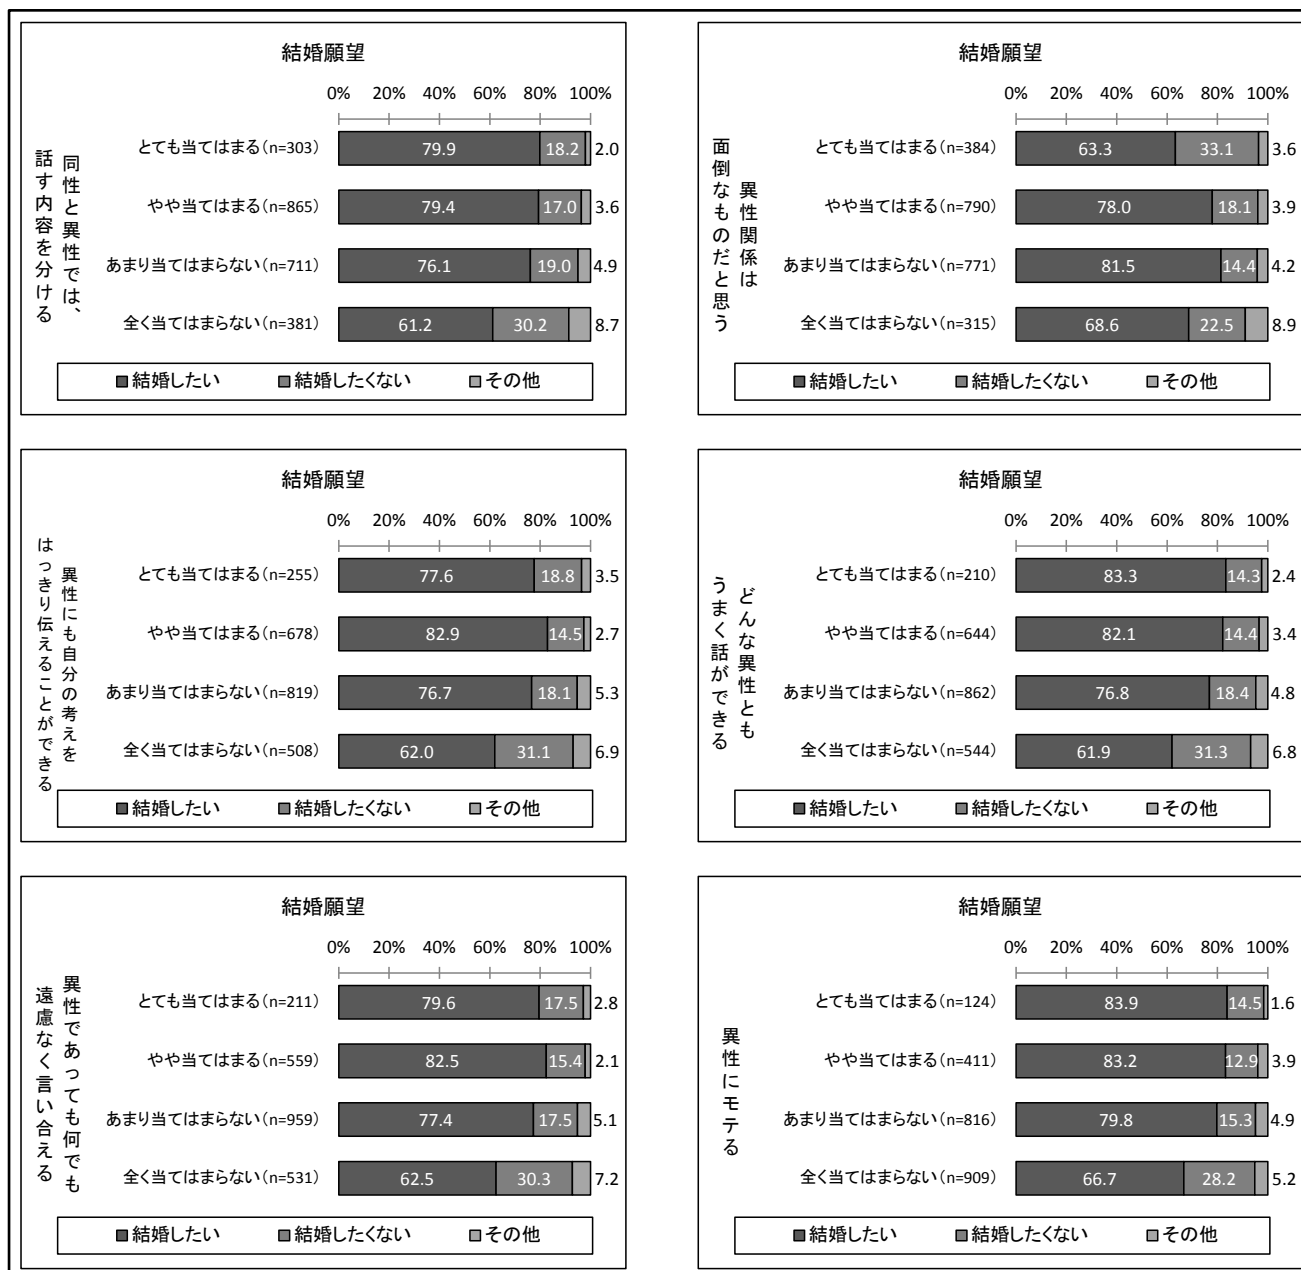 結婚願望
0% 20% 40% 60% 80% 100%
同性と異性では、
話す内容を分ける
とても当てはまる(n=303) 79.9 18.2 2.0
やや当てはまる(n=865) 79.4 17.0 3.6
あまり当てはまらない(n=711) 76.1 19.0 4.9
全く当てはまらない(n=381) 61.2 30.2 8.7
結婚したい 結婚したくない その他
結婚願望
0% 20% 40% 60% 80% 100%
異性関係は
面倒なものだと思う
とても当てはまる(n=384) 63.3 33.1 3.6
やや当てはまる(n=790) 78.0 18.1 3.9
あまり当てはまらない(n=771) 81.5 14.4 4.2
全く当てはまらない(n=315) 68.6 22.5 8.9
結婚したい 結婚したくない その他
結婚願望
0% 20% 40% 60% 80% 100%
異性にも自分の考えを
はっきり伝えることができる
とても当てはまる(n=255) 77.6 18.8 3.5
やや当てはまる(n=678) 82.9 14.5 2.7
あまり当てはまらない(n=819) 76.7 18.1 5.3
全く当てはまらない(n=508) 62.0 31.1 6.9
結婚したい 結婚したくない その他
結婚願望
0% 20% 40% 60% 80% 100%
どんな異性とも
うまく話ができる
とても当てはまる(n=210) 83.3 14.3 2.4
やや当てはまる(n=644) 82.1 14.4 3.4
あまり当てはまらない(n=862) 76.8 18.4 4.8
全く当てはまらない(n=544) 61.9 31.3 6.8
結婚したい 結婚したくない その他
結婚願望
0% 20% 40% 60% 80% 100%
異性であっても何でも
遠慮なく言い合える
とても当てはまる(n=211) 79.6 17.5 2.8
やや当てはまる(n=559) 82.5 15.4 2.1
あまり当てはまらない(n=959) 77.4 17.5 5.1
全く当てはまらない(n=531) 62.5 30.3 7.2
結婚したい 結婚したくない その他
結婚願望
0% 20% 40% 60% 80% 100%
異性にモテる
とても当てはまる(n=124) 83.9 14.5 1.6
やや当てはまる(n=411) 83.2 12.9 3.9
あまり当てはまらない(n=816) 79.8 15.3 4.9
全く当てはまらない(n=909) 66.7 28.2 5.2
結婚したい 結婚したくない その他